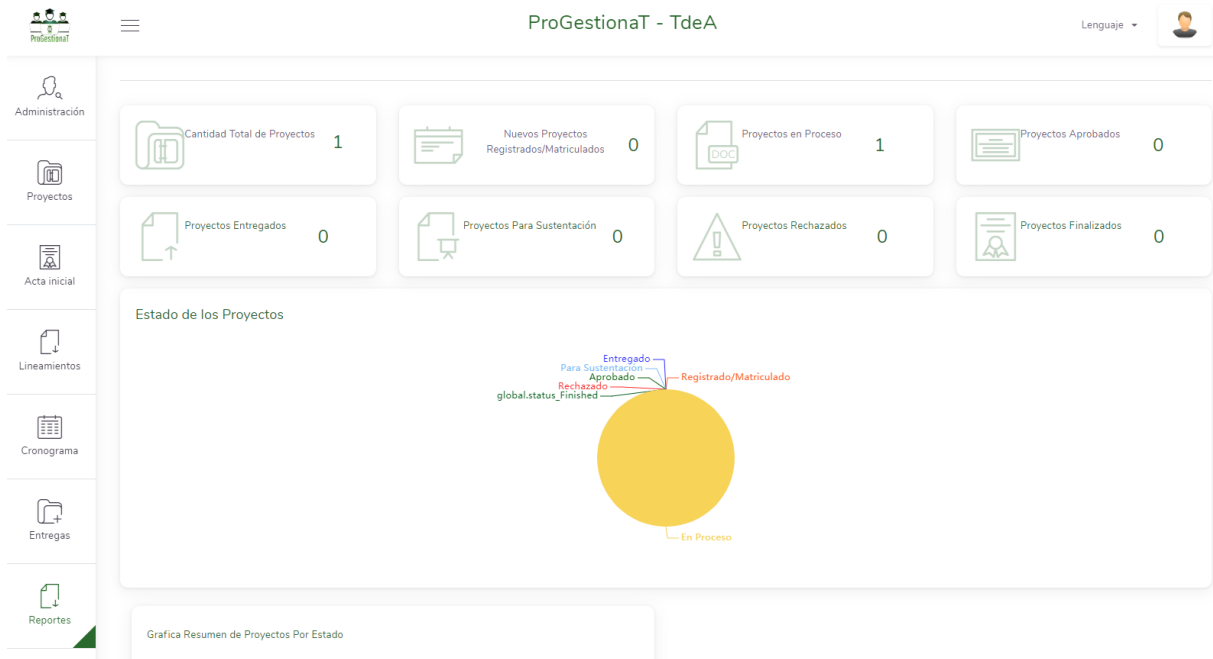 ProGestionaT
ProGestionaT - TdeA
Lenguaje
Administración
Proyectos
Acta inicial
Lineamientos
Cronograma
Entregas
Reportes
Cantidad Total de Proyectos
1
Nuevos Proyectos
Registrados/Matriculados
0
DOC
Proyectos en Proceso
1
Proyectos Aprobados
0
Proyectos Entregados
0
Proyectos Para Sustentación
0
Proyectos Rechazados
0
Proyectos Finalizados
0
Estado de los Proyectos
Entregado
Para Sustentación
Aprobado
Registrado/Matriculado
Rechazado
global.status_Finished
En Proceso
Grafica Resumen de Proyectos Por Estado